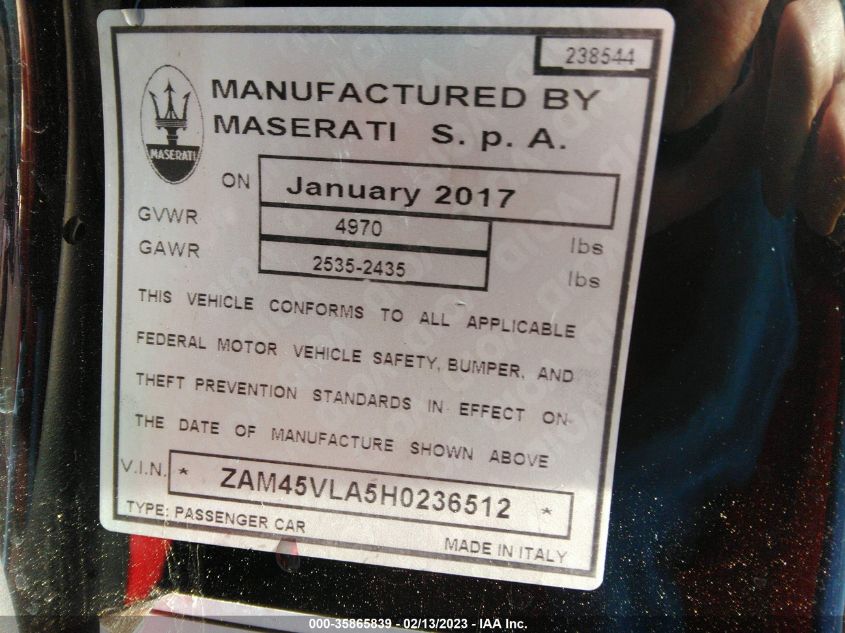 238544
MANUFACTURED BY
MASERATI S. p. A.
MASERATI
ON January 2017
GVWR 4970 lbs
GAWR 2535-2435 lbs
THIS VEHICLE CONFORMS TO ALL APPLICABLE
FEDERAL MOTOR VEHICLE SAFETY, BUMPER, AND
THEFT PREVENTION STANDARDS IN EFFECT ON
THE DATE OF MANUFACTURE SHOWN ABOVE
V.I.N. * ZAM45VLA5H0236512 *
TYPE: PASSENGER CAR
MADE IN ITALY
000-35865839 - 02/13/2023 - IAA Inc.